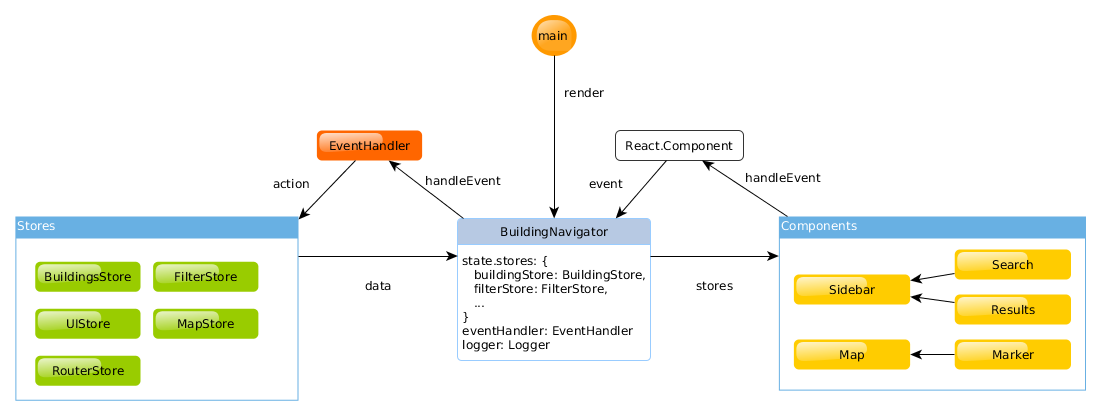 main
render
EventHandler
React.Component
action
handleEvent
event
handleEvent
Stores
BuildingsStore
FilterStore
UIStore
MapStore
RouterStore
data
BuildingNavigator
state.stores: {
buildingStore: BuildingStore,
filterStore: FilterStore,
...
}
eventHandler: EventHandler
logger: Logger
stores
Components
Search
Sidebar
Results
Map
Marker